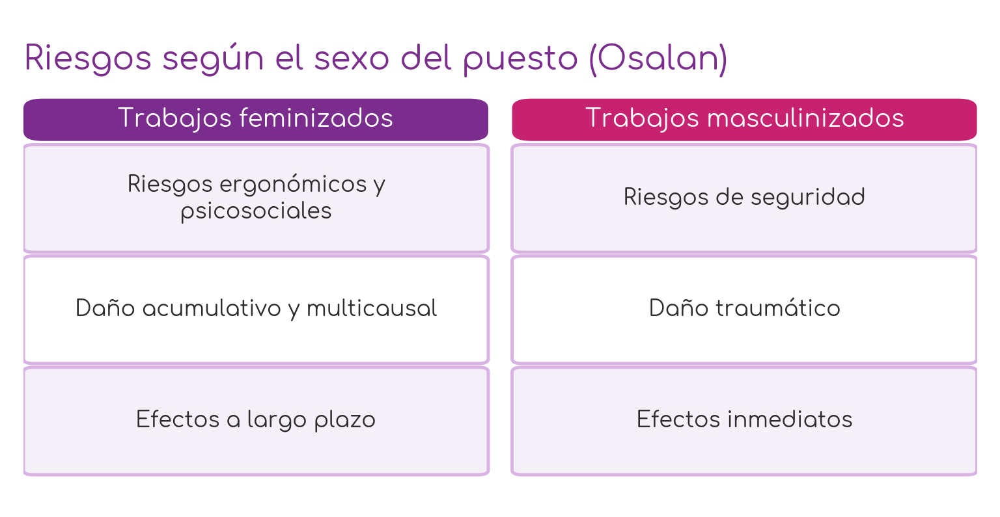 Riesgos según el sexo del puesto (Osalan)
Trabajos feminizados
Trabajos masculinizados
Riesgos ergonómicos y
psicosociales
Riesgos de seguridad
Daño acumulativo y multicausal
Daño traumático
Efectos a largo plazo
Efectos inmediatos